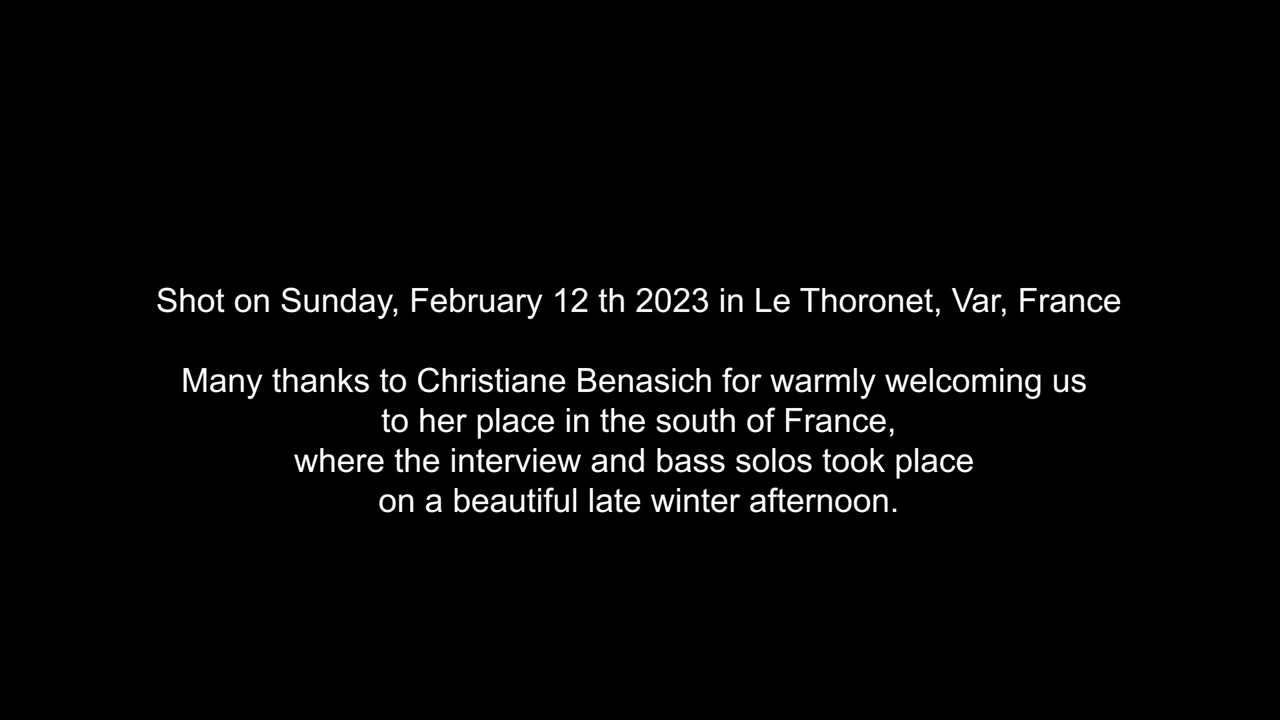 Shot on Sunday, February 12 th 2023 in Le Thoronet, Var, France
Many thanks to Christiane Benasich for warmly welcoming us
to her place in the south of France,
where the interview and bass solos took place
on a beautiful late winter afternoon.